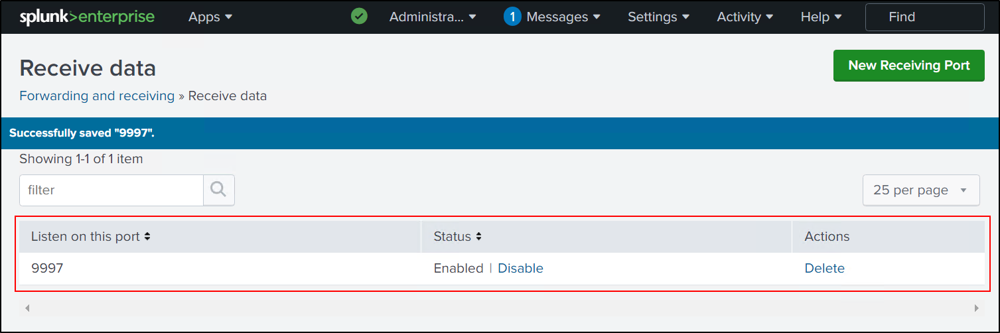 splunk>enterprise Apps Administra... 1 Messages Settings Activity Help Find
Receive data
New Receiving Port
Forwarding and receiving » Receive data
Successfully saved "9997".
Showing 1-1 of 1 item
filter
25 per page
Listen on this port Status Actions
9997 Enabled | Disable Delete